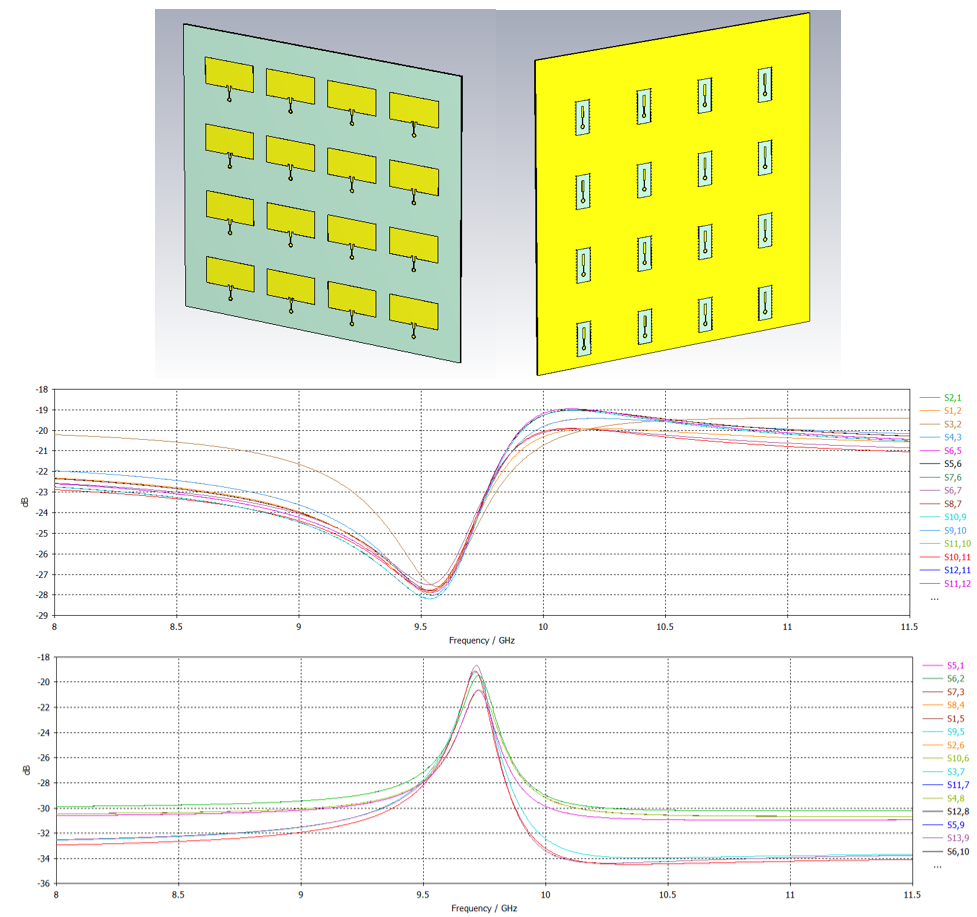 -18
-19
-20
-21
-22
-23
-24
-25
-26
-27
-28
-29
dB
8
8.5
9
9.5
10
10.5
11
11.5
Frequency / GHz
S2,1
S1,2
S3,2
S4,3
S6,5
S5,6
S7,6
S6,7
S8,7
S10,9
S9,10
S11,10
S10,11
S12,11
S11,12
...
-18
-20
-22
-24
-26
-28
-30
-32
-34
-36
dB
8
8.5
9
9.5
10
10.5
11
11.5
Frequency / GHz
S5,1
S6,2
S7,3
S8,4
S1,5
S9,5
S2,6
S10,6
S3,7
S11,7
S4,8
S12,8
S5,9
S13,9
S6,10
...